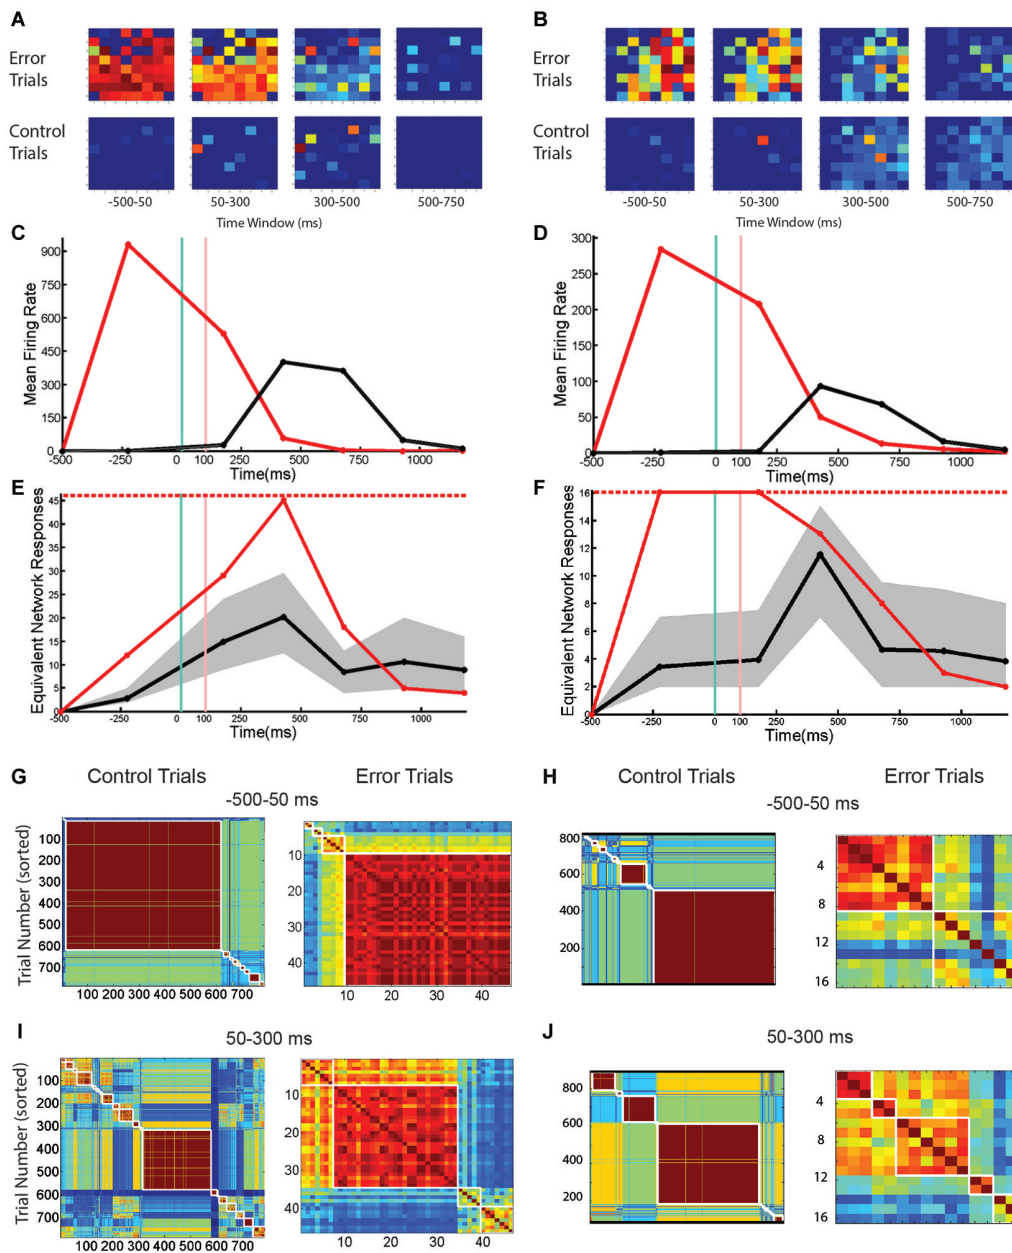 A
B
Error
Trials
Error
Trials
Control
Trials
Control
Trials
-500-50
50-300
300-500
500-750
-500-50
50-300
300-500
500-750
Time Window (ms)
Time Window (ms)
C
D
Mean Firing Rate
900
750
600
450
300
150
0
-500
-250
0
100
250
500
750
1000
Time(ms)
Mean Firing Rate
300
250
200
150
100
50
0
-500
-250
0
100
250
500
750
1000
Time(ms)
E
F
Equivalent Network Responses
45
40
35
30
25
20
15
10
5
0
-500
-250
0
100
250
500
750
1000
Time(ms)
Equivalent Network Responses
16
14
12
10
8
6
4
2
-500
-250
0
100
250
500
750
1000
Time(ms)
G
Control Trials
Error Trials
-500-50 ms
H
Control Trials
Error Trials
-500-50 ms
Trial Number (sorted)
100
200
300
400
500
600
700
100 200 300 400 500 600 700
10
20
30
40
10 20 30 40
800
600
400
200
4
8
12
16
I
50-300 ms
J
50-300 ms
Trial Number (sorted)
100
200
300
400
500
600
700
100 200 300 400 500 600 700
10
20
30
40
10 20 30 40
800
600
400
200
4
8
12
16